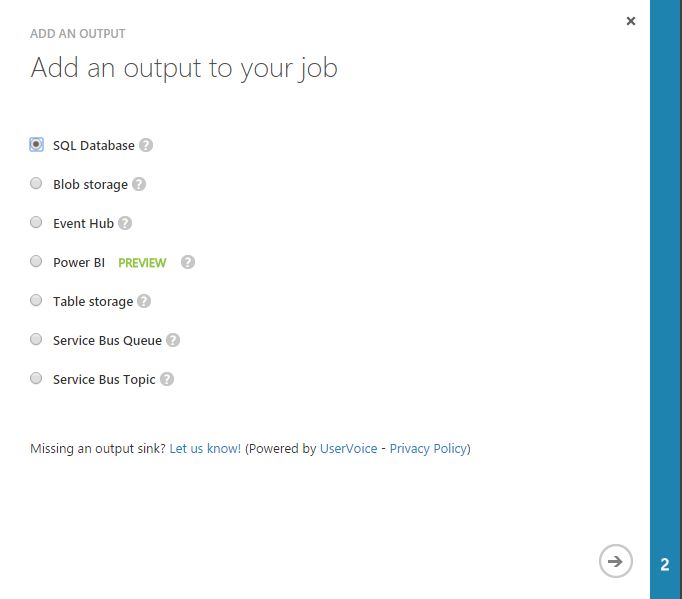 ADD AN OUTPUT
Add an output to your job
SQL Database ?
Blob storage ?
Event Hub ?
Power BI PREVIEW ?
Table storage ?
Service Bus Queue ?
Service Bus Topic ?
Missing an output sink? Let us know! (Powered by UserVoice - Privacy Policy)
2